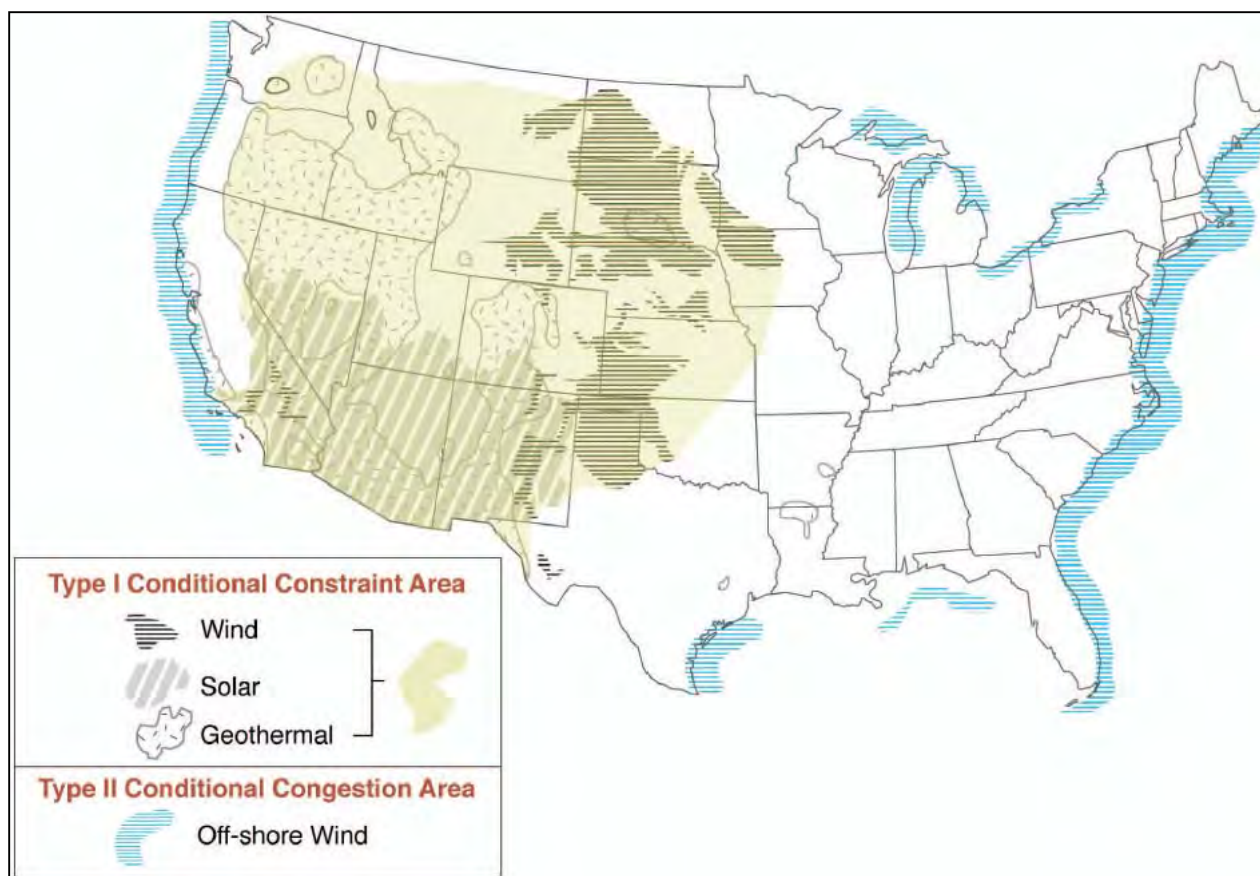 Type I Conditional Constraint Area
Wind
Solar
Geothermal
Type II Conditional Congestion Area
Off-shore Wind